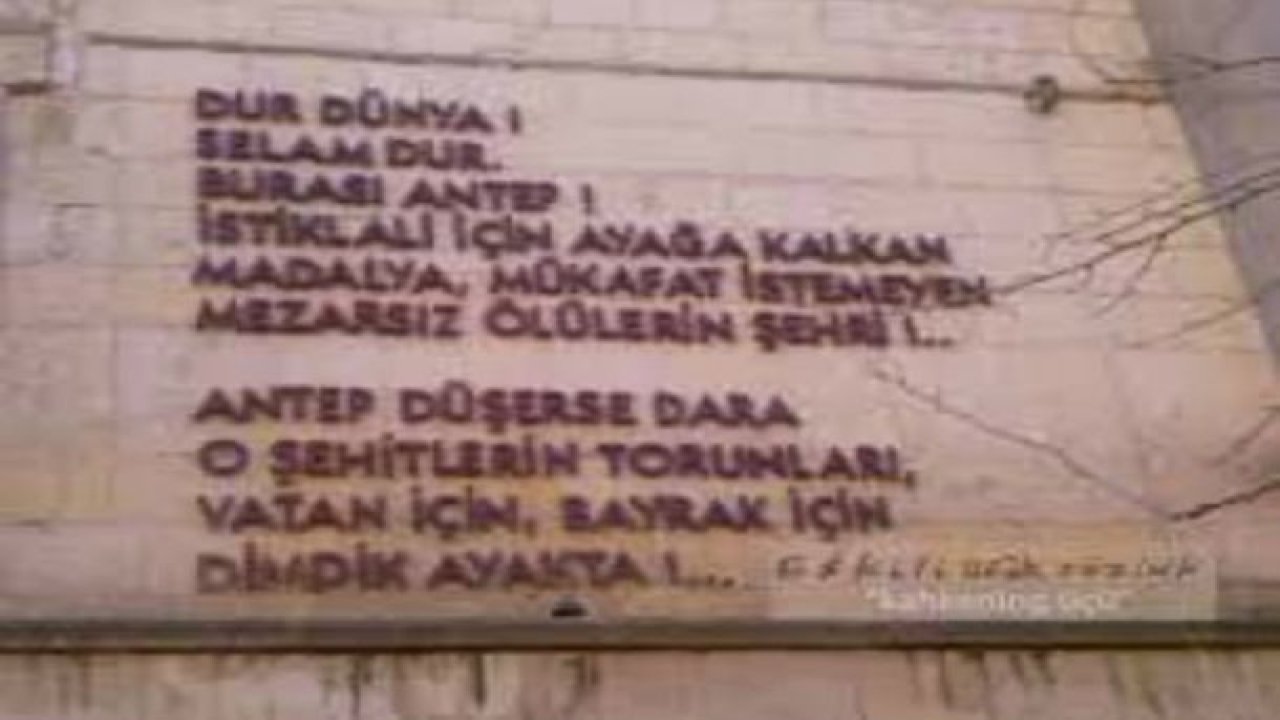 DUR DÜNYA !
SELAM DUR.
BURASI ANTEP !
İSTİKLALİ İÇİN AYAĞA KALKAN
MADALYA, MÜKAFAT İSTEMEYEN
MEZARSIZ ÖLÜLERİN ŞEHRİ !...
ANTEP DÜŞERSE DARA
O ŞEHİTLERİN TORUNLARI,
VATAN İÇİN, BAYRAK İÇİN
DİMDİK AYAKTA !...